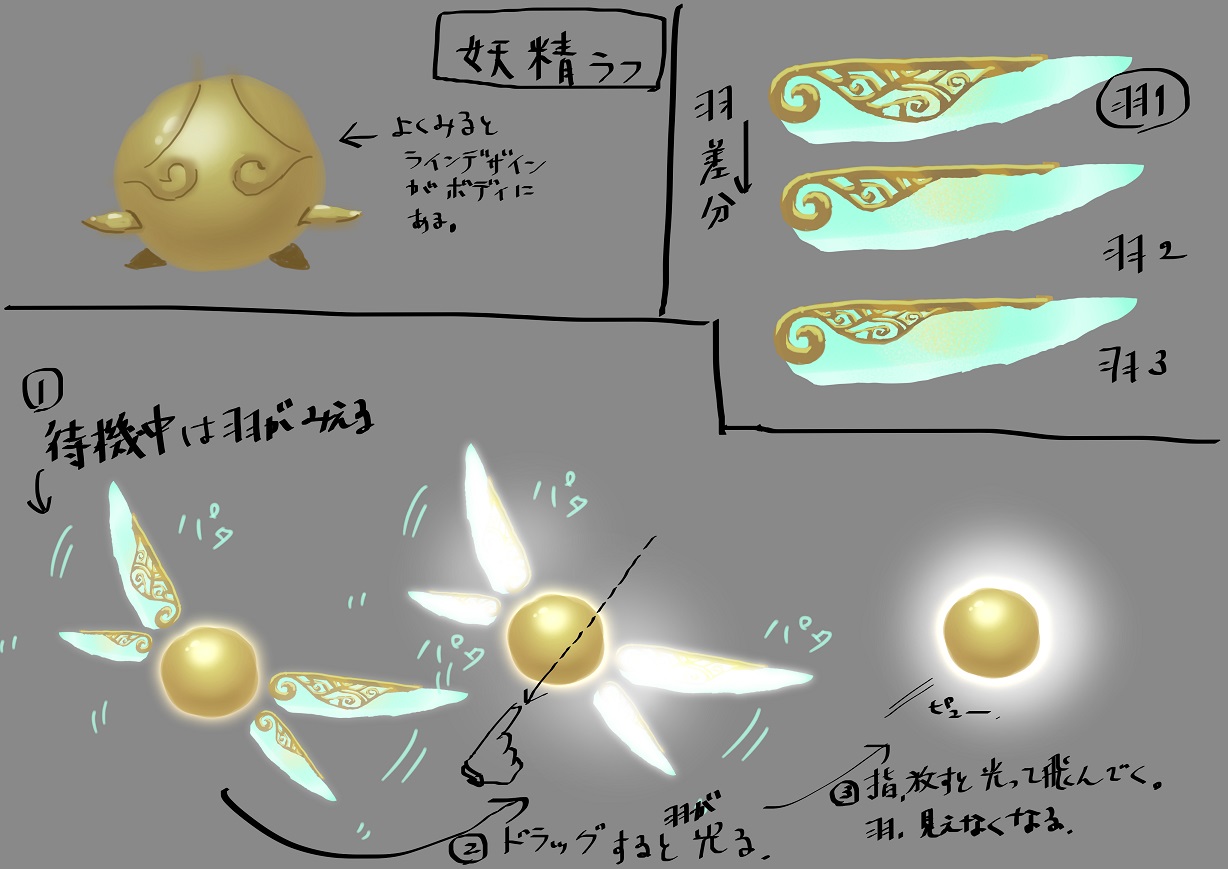 妖精ラフ
よくみると
ラインデザイン
がボディに
ある。
羽
差
分
羽1
羽2
羽3
①
待機中は羽がみえる
パタ
パタ
パタ
パタ
②ドラッグすると羽が光る。
ピュー。
③指、放すと光って飛んでく。
羽、見えなくなる。